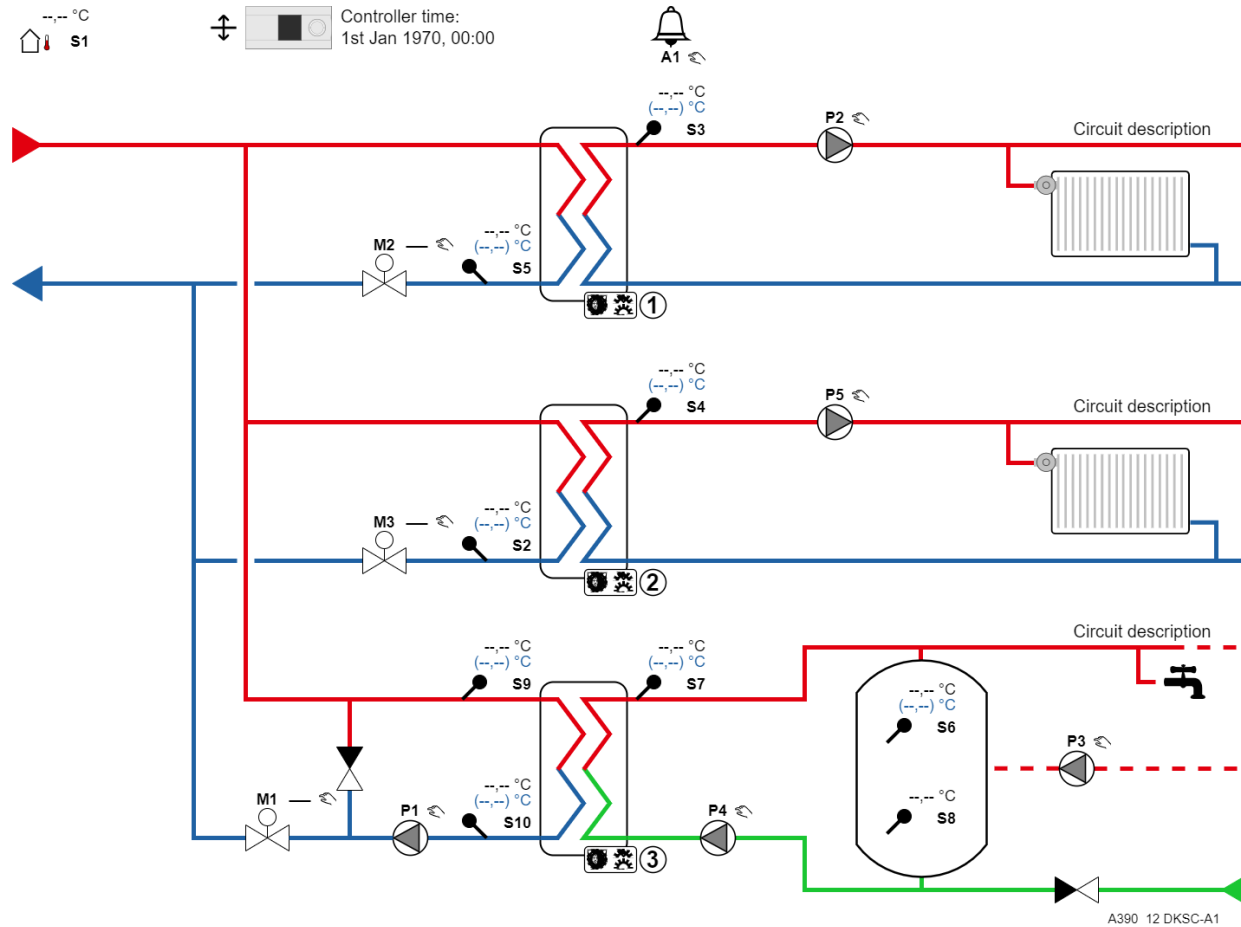 --,-- °C
S1
Controller time:
1st Jan 1970, 00:00
A1
--,-- °C
(--,--) °C
S3
P2
Circuit description
M2 —
--,-- °C
(--,--) °C
S5
1
--,-- °C
(--,--) °C
S4
P5
Circuit description
M3 —
--,-- °C
(--,--) °C
S2
2
Circuit description
--,-- °C
(--,--) °C
S9
--,-- °C
(--,--) °C
S7
--,-- °C
(--,--) °C
S6
P3
M1 —
P1
--,-- °C
(--,--) °C
S10
P4
--,-- °C
S8
3
A390 12 DKSC-A1